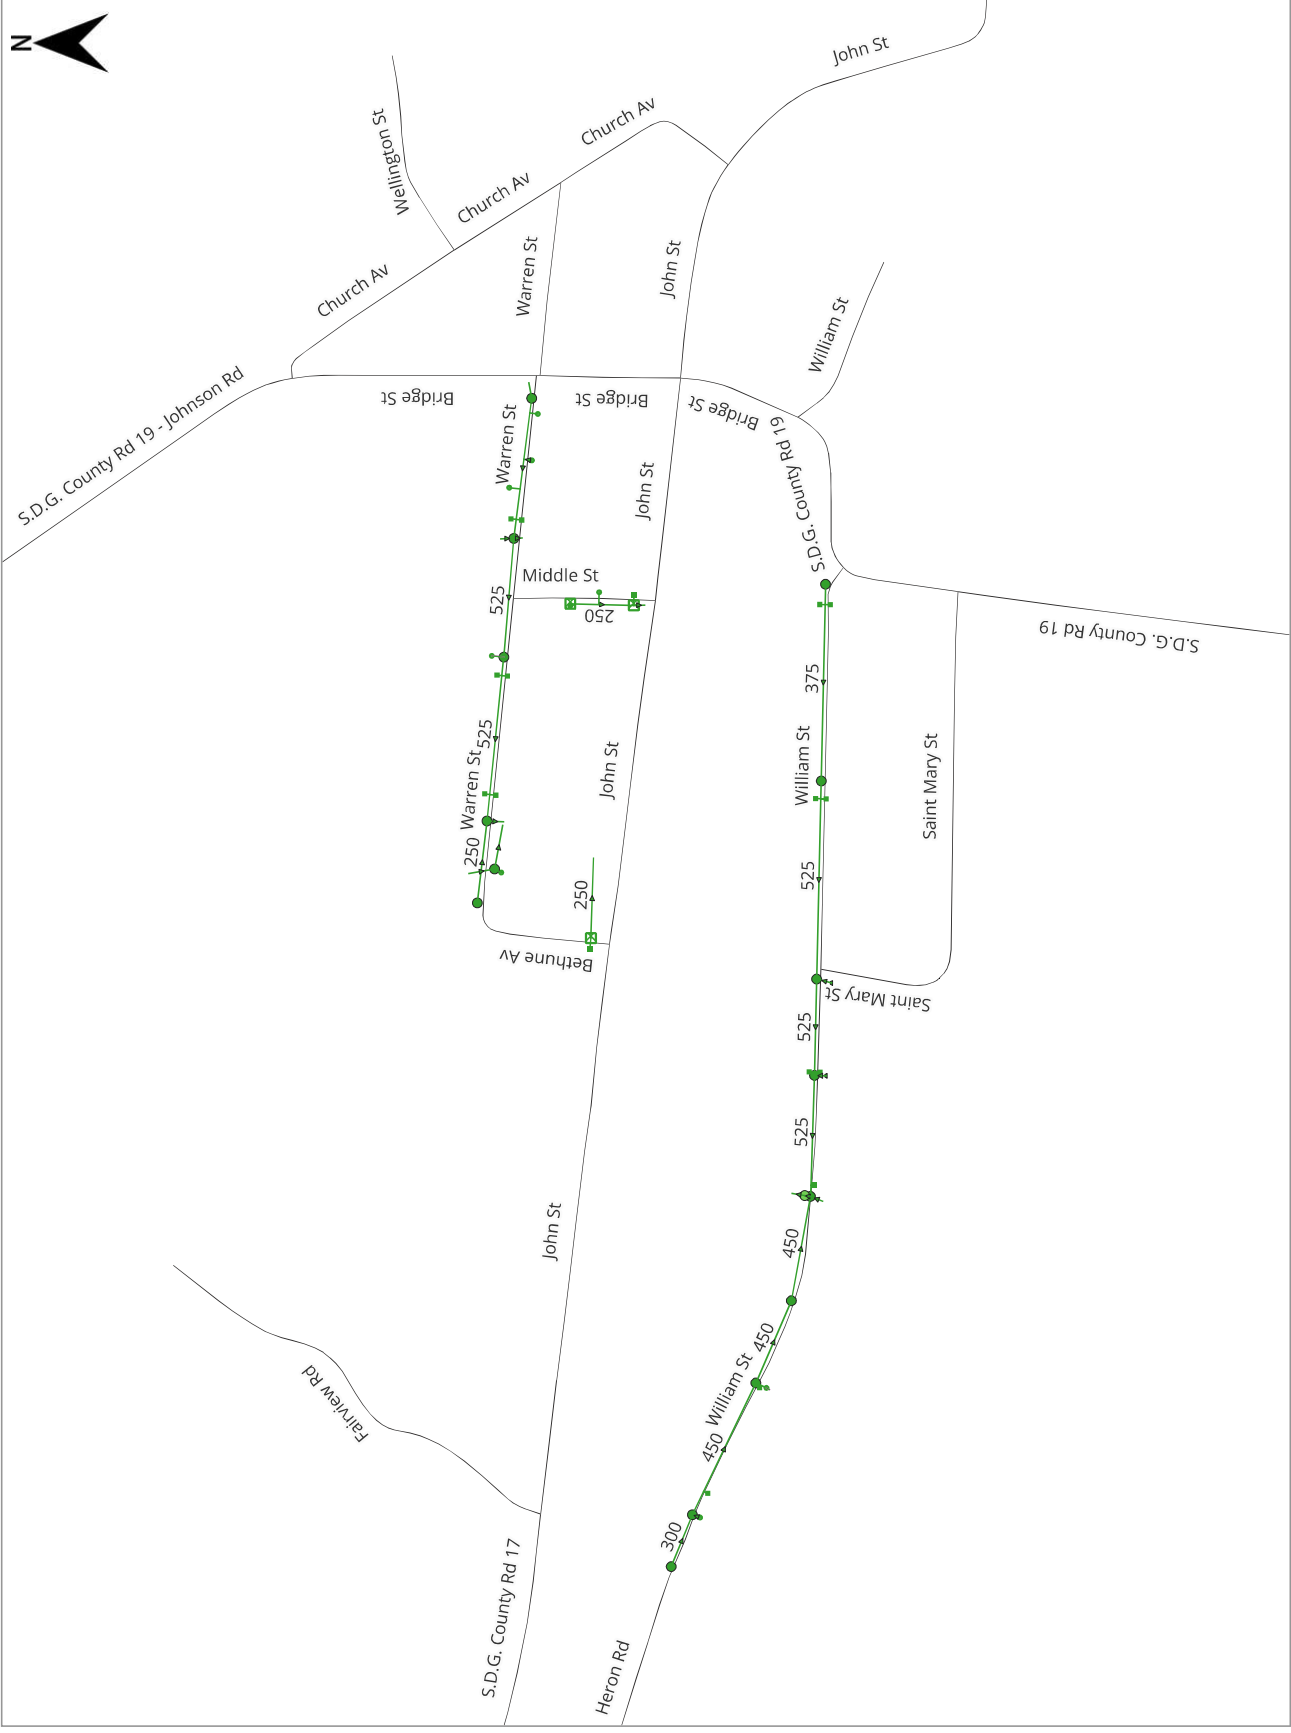 N
John St
Church Av
Wellington St
Church Av
Warren St
John St
Church Av
William St
S.D.G. County Rd 19 - Johnson Rd
Bridge St
Bridge St
Bridge St
Warren St
John St
S.D.G. County Rd 19
Middle St
525
250
S.D.G. County Rd 19
375
525
Warren St
John St
William St
Saint Mary St
250
525
250
Bethune Av
Saint Mary St
525
525
John St
450
450
William St
Fairview Rd
450
300
S.D.G. County Rd 17
Heron Rd